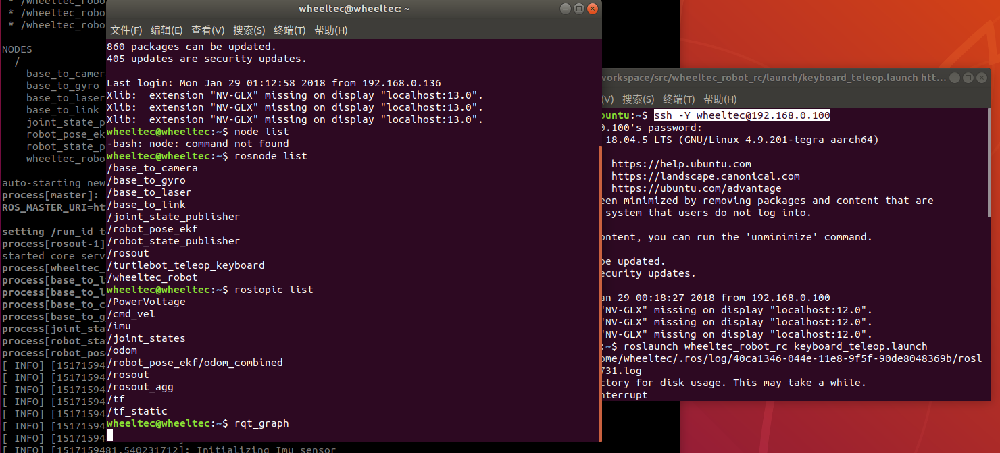 * /wheeltec_robo
* /wheeltec_robo
* /wheeltec_robo
NODES
/
base_to_camer
base_to_gyro
base_to_laser
base_to_link
joint_state_p
robot_pose_ek
robot_state_p
wheeltec_robo
auto-starting new
process[master]:
ROS_MASTER_URI=ht
setting /run_id t
process[rosout-1]
started core serv
process[wheeltec_
process[base_to_l
process[base_to_l
process[base_to_c
process[base_to_g
process[joint_sta
process[robot_sta
process[robot_pos
[ INFO] [15171594
[ INFO] [15171594
[ INFO] [15171594
[ INFO] [15171594
[ INFO] [15171594
[ INFO] [15171594
[ INFO] [15171594
[ INFO] [1517159481.540231712]: Initializing Imu sensor
wheeltec@wheeltec: ~
文件(F) 编辑(E) 查看(V) 搜索(S) 终端(T) 帮助(H)
860 packages can be updated.
405 updates are security updates.
Last login: Mon Jan 29 01:12:58 2018 from 192.168.0.136
Xlib:  extension "NV-GLX" missing on display "localhost:13.0".
Xlib:  extension "NV-GLX" missing on display "localhost:13.0".
Xlib:  extension "NV-GLX" missing on display "localhost:13.0".
wheeltec@wheeltec:~$ node list
-bash: node: command not found
wheeltec@wheeltec:~$ rosnode list
/base_to_camera
/base_to_gyro
/base_to_laser
/base_to_link
/joint_state_publisher
/robot_pose_ekf
/robot_state_publisher
/rosout
/turtlebot_teleop_keyboard
/wheeltec_robot
wheeltec@wheeltec:~$ rostopic list
/PowerVoltage
/cmd_vel
/imu
/joint_states
/odom
/robot_pose_ekf/odom_combined
/rosout
/rosout_agg
/tf
/tf_static
wheeltec@wheeltec:~$ rqt_graph
workspace/src/wheeltec_robot_rc/launch/keyboard_teleop.launch htt...
(V) 搜索(S) 终端(T) 帮助(H)
buntu:~$ ssh -Y wheeltec@192.168.0.100
0.100's password:
18.04.5 LTS (GNU/Linux 4.9.201-tegra aarch64)
https://help.ubuntu.com
https://landscape.canonical.com
https://ubuntu.com/advantage
een minimized by removing packages and content that are
system that users do not log into.
ontent, you can run the 'unminimize' command.
be updated.
ecurity updates.
an 29 00:18:27 2018 from 192.168.0.100
"NV-GLX" missing on display "localhost:12.0".
"NV-GLX" missing on display "localhost:12.0".
"NV-GLX" missing on display "localhost:12.0".
:~$ roslaunch wheeltec_robot_rc keyboard_teleop.launch
ome/wheeltec/.ros/log/40ca1346-044e-11e8-9f5f-90de8048369b/rosl
731.log
ctory for disk usage. This may take a while.
nterrupt